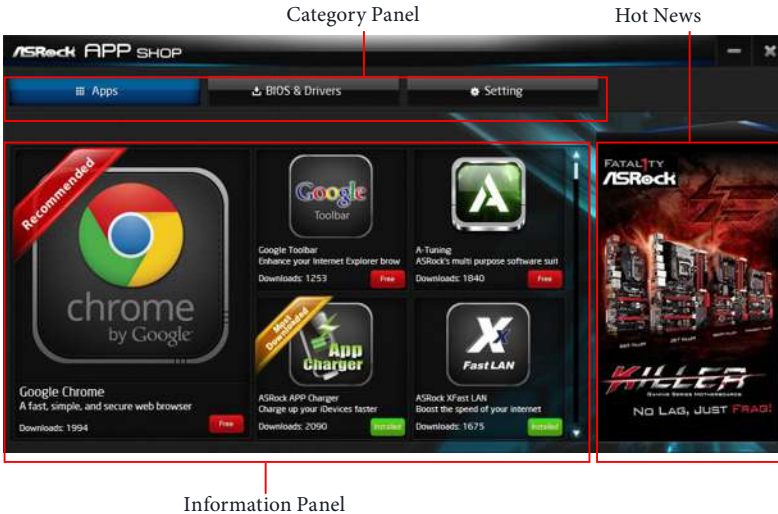 Category Panel
Hot News
ASRock APP SHOP
Apps
BIOS & Drivers
Setting
Recommended
chrome
by Google
Google Chrome
A fast, simple, and secure web browser
Downloads: 1994
Free
Google
Toolbar
Google Toolbar
Enhance your Internet Explorer brow
Downloads: 1253
Free
A-Tuning
ASRock's multi purpose software suit
Downloads: 1840
Free
Most
Downloaded
App
Charger
ASRock APP Charger
Charge up your iDevices faster
Downloads: 2090
Installed
X
Fast LAN
ASRock XFast LAN
Boost the speed of your internet
Downloads: 1675
Installed
FATAL1TY
ASRock
KILLER
GAMING SERIES MOTHERBOARDS
NO LAG, JUST FRAG!
Information Panel